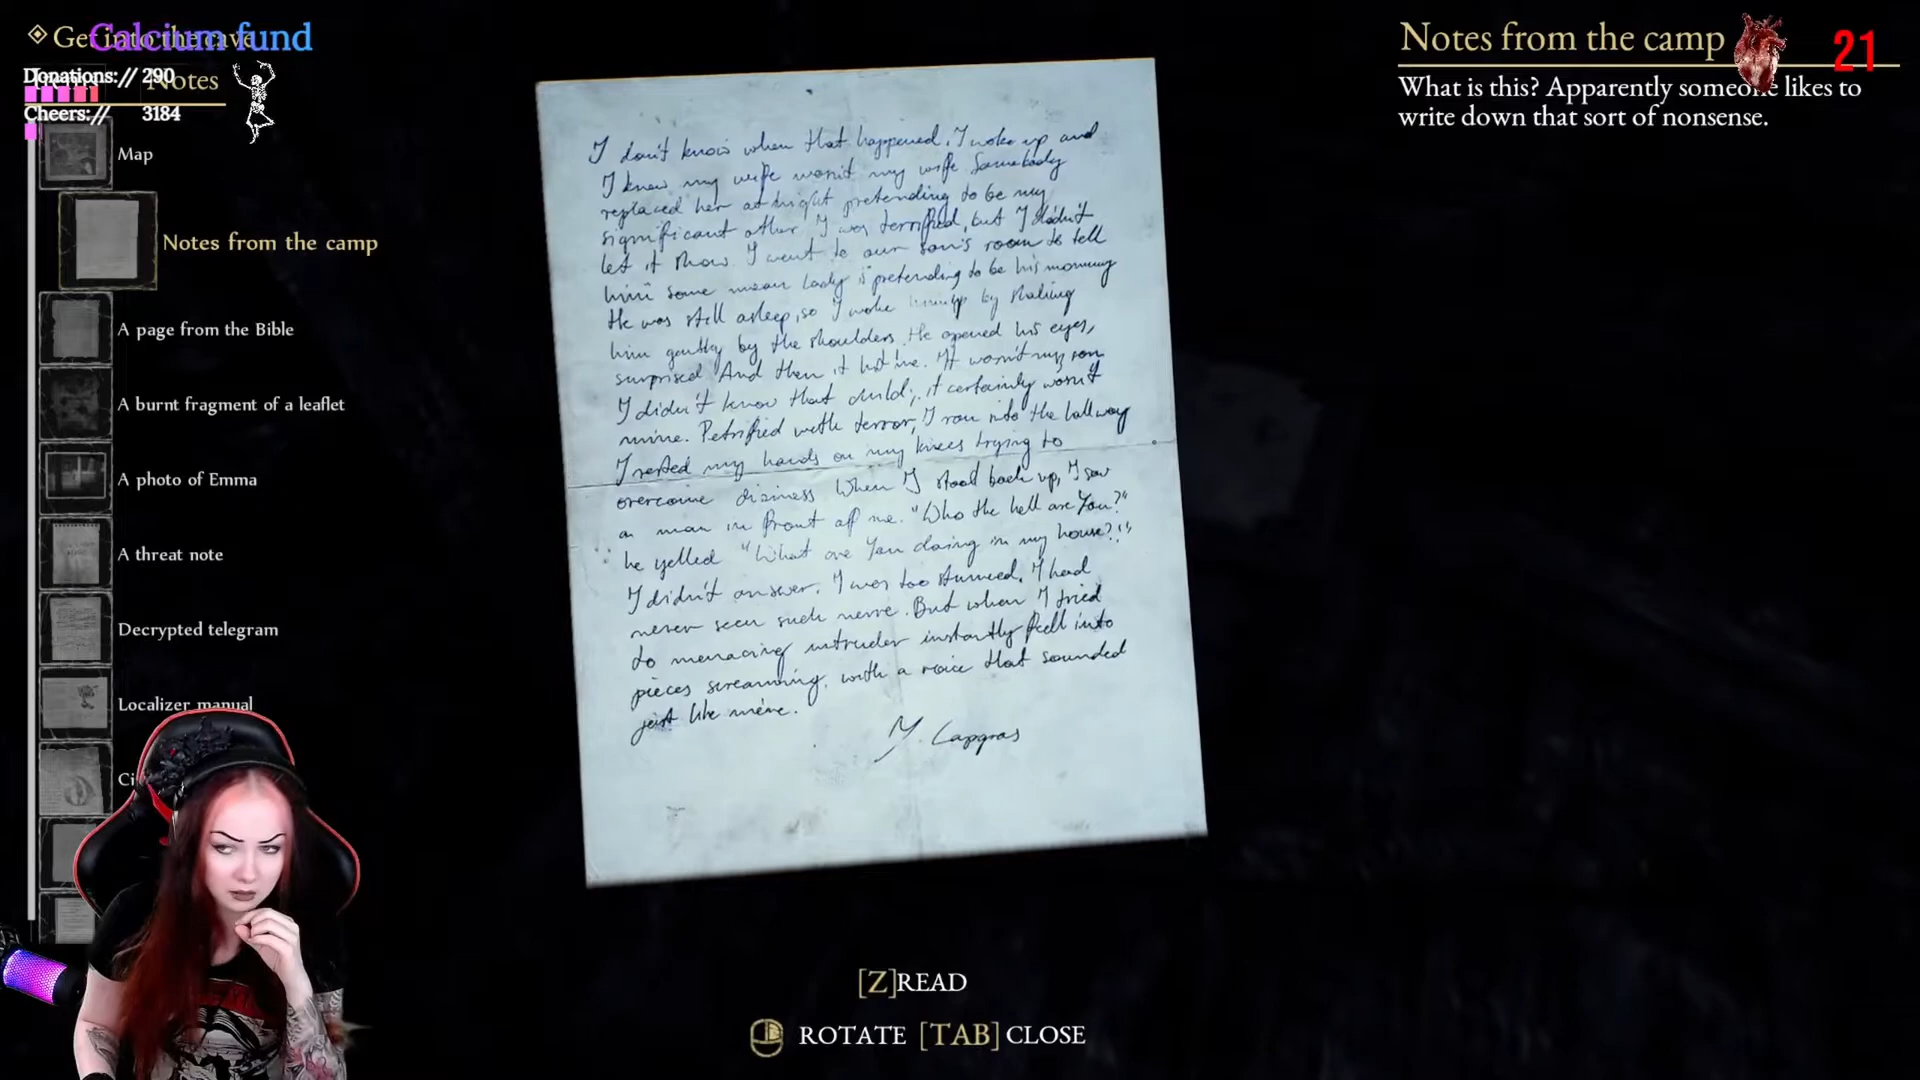 Get into the cave
Calcium fund
Donations:// 290
Notes
Cheers:// 3184
Map
Notes from the camp
A page from the Bible
A burnt fragment of a leaflet
A photo of Emma
A threat note
Decrypted telegram
Localizer manual
Ci
I don't know when that happened. I woke up and
I knew my wife wasn't my wife. Somebody
replaced her at night pretending to be my
significant other. I was terrified, but I didn't
let it show. I went to our son's room to tell
him some mean lady is pretending to be his mommy
He was still asleep, so I woke him up by shaking
him gently by the shoulders. He opened his eyes,
surprised. And then it hit me. It wasn't my son
I didn't know that child; it certainly wasn't
mine. Petrified with terror, I ran into the hallway
I rested my hands on my knees trying to
overcome diziness When I stood back up, I saw
a man in front of me. "Who the hell are You?"
he yelled "What are You doing in my house?!"
I didn't answer. I was too stunned. I had
never seen such nerve. But when I tried
to menacing intruder instantly fell into
pieces screaming, with a voice that sounded
just like mine.
Capgras
Notes from the camp
21
What is this? Apparently someone likes to
write down that sort of nonsense.
[Z]READ
ROTATE [TAB] CLOSE